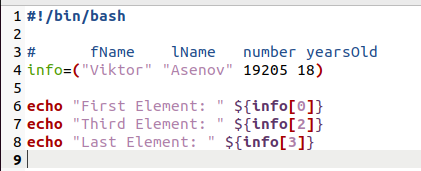 1 #!/bin/bash
2
3 #      fName    lName   number yearsOld
4 info=("Viktor" "Asenov" 19205 18)
5
6 echo "First Element: " ${info[0]}
7 echo "Third Element: " ${info[2]}
8 echo "Last Element: " ${info[3]}
9